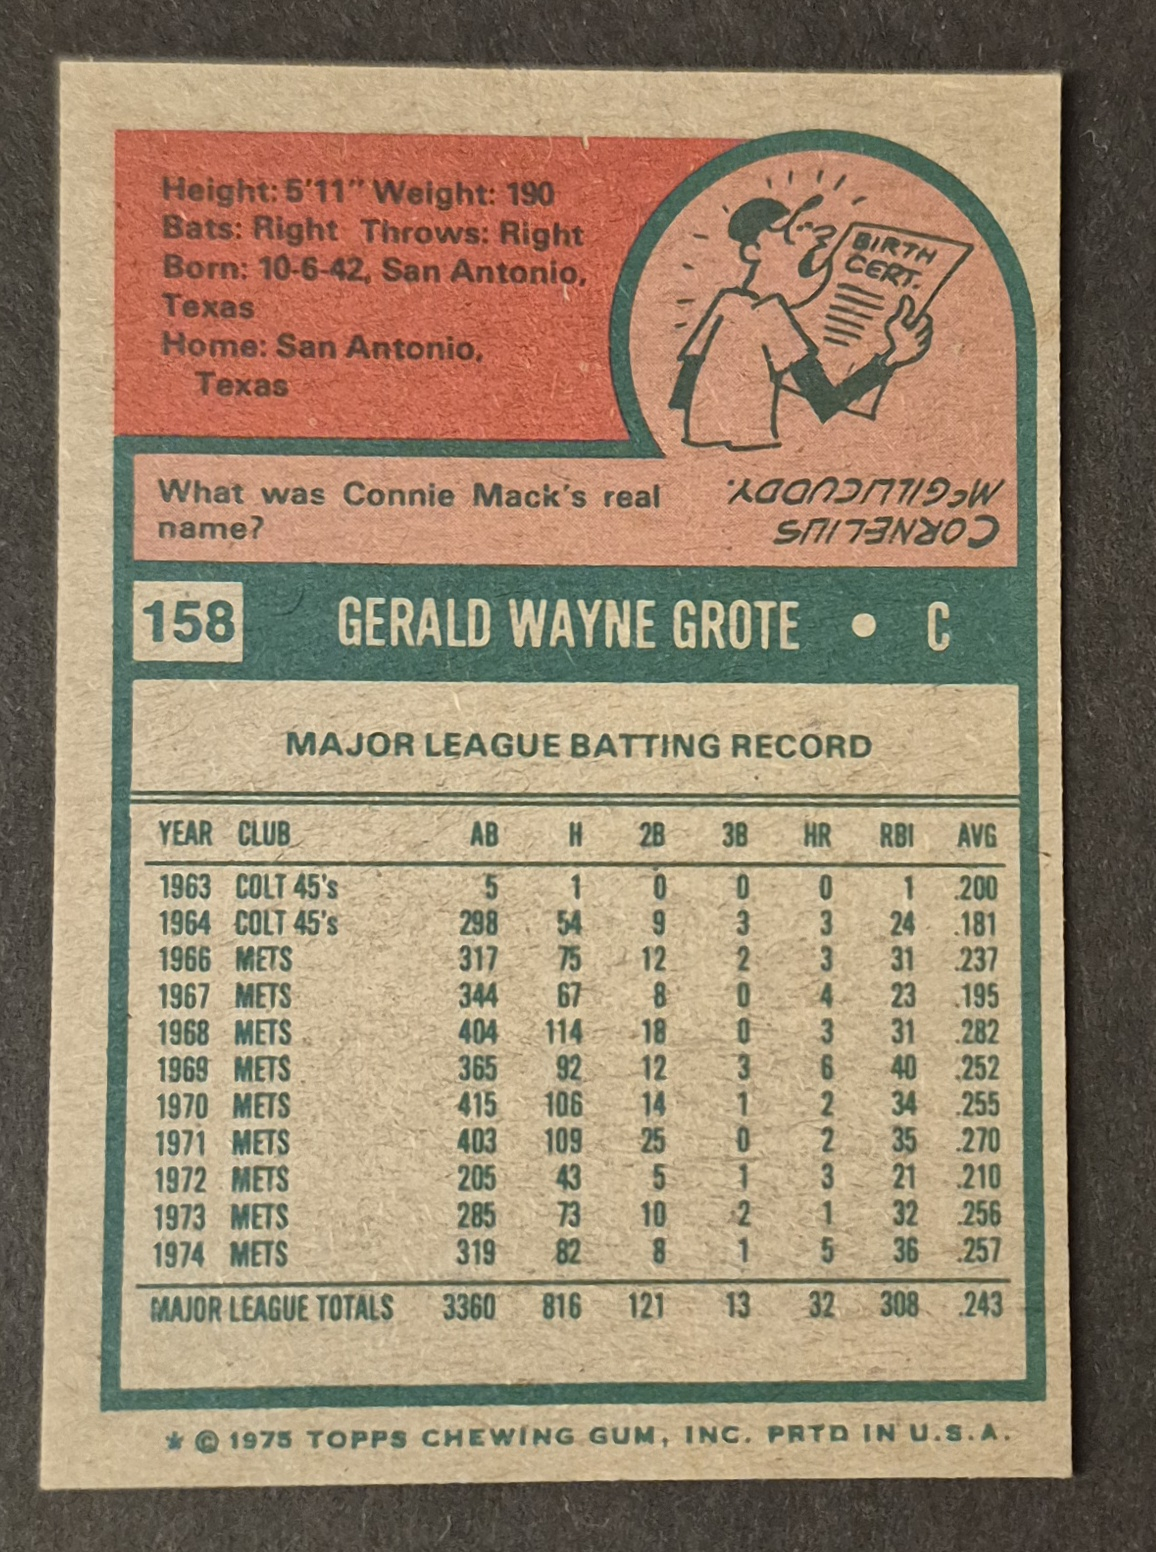 Height: 5'11" Weight: 190
Bats: Right Throws: Right
Born: 10-6-42, San Antonio,
Texas
Home: San Antonio,
Texas
BIRTH
CERT.
What was Connie Mack's real
name?
CORNELIUS
McGILLICUDDY.
158 GERALD WAYNE GROTE • C
MAJOR LEAGUE BATTING RECORD
YEAR CLUB AB H 2B 3B HR RBI AVG
1963 COLT 45's 5 1 0 0 0 1 .200
1964 COLT 45's 298 54 9 3 3 24 .181
1966 METS 317 75 12 2 3 31 .237
1967 METS 344 67 8 0 4 23 .195
1968 METS 404 114 18 0 3 31 .282
1969 METS 365 92 12 3 6 40 .252
1970 METS 415 106 14 1 2 34 .255
1971 METS 403 109 25 0 2 35 .270
1972 METS 205 43 5 1 3 21 .210
1973 METS 285 73 10 2 1 32 .256
1974 METS 319 82 8 1 5 36 .257
MAJOR LEAGUE TOTALS 3360 816 121 13 32 308 .243
* © 1975 TOPPS CHEWING GUM, INC. PRTD IN U.S.A.